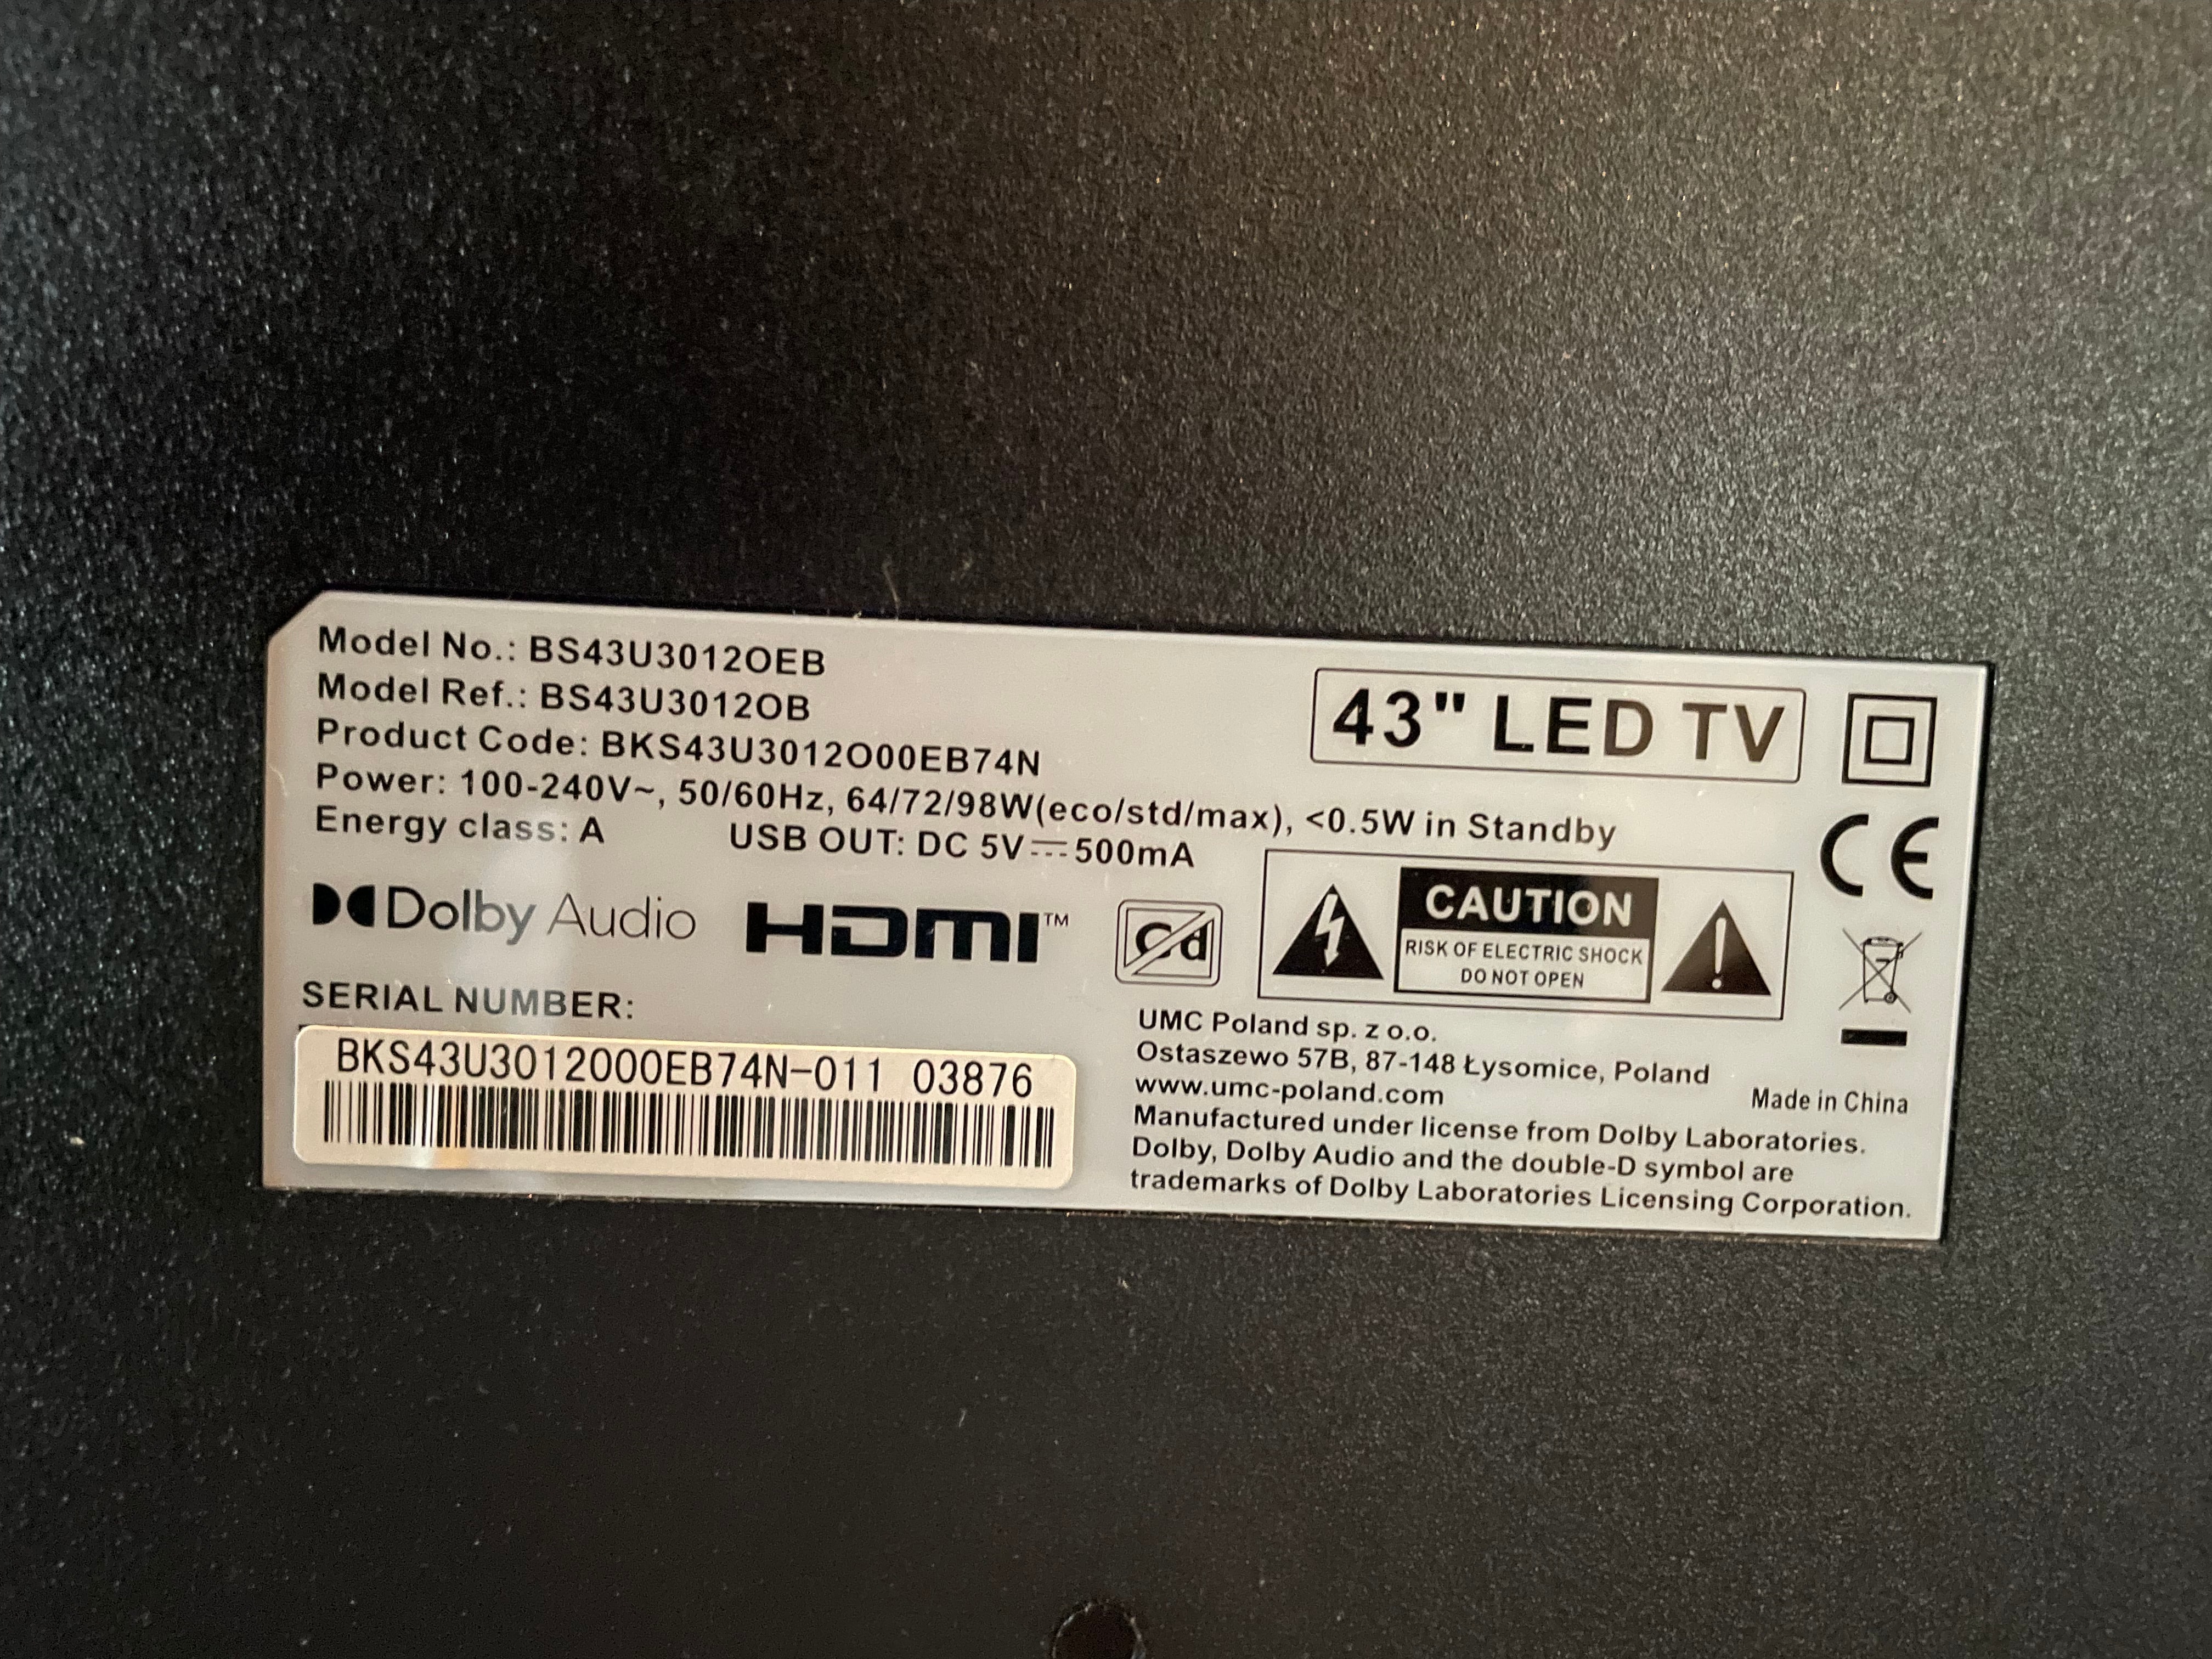 Model No.: BS43U3012OEB
Model Ref.: BS43U3012OB
Product Code: BKS43U3012O00EB74N
Power: 100-240V~, 50/60Hz, 64/72/98W(eco/std/max), <0.5W in Standby
Energy class: A
USB OUT: DC 5V⎓500mA
43" LED TV
Dolby Audio
HDMI™
Cd
CAUTION
RISK OF ELECTRIC SHOCK
DO NOT OPEN
CE
SERIAL NUMBER:
BKS43U3012000EB74N-011 03876
UMC Poland sp. z o.o.
Ostaszewo 57B, 87-148 Łysomice, Poland
www.umc-poland.com
Made in China
Manufactured under license from Dolby Laboratories.
Dolby, Dolby Audio and the double-D symbol are
trademarks of Dolby Laboratories Licensing Corporation.